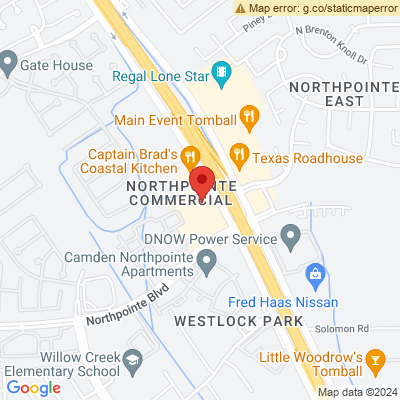 Map error: g.co/staticmaperror
Piney
N Brenton Knoll Dr
Gate House
Regal Lone Star
NORTHPOINTE
EAST
Main Event Tomball
Captain Brad's
Coastal Kitchen
Texas Roadhouse
NORTHPOINTE
COMMERCIAL
DNOW Power Service
Camden Northpointe
Apartments
Northpointe Blvd
Fred Haas Nissan
WESTLOCK PARK
Solomon Rd
Willow Creek
Elementary School
Little Woodrow's
Tomball
Google
Map data ©2024